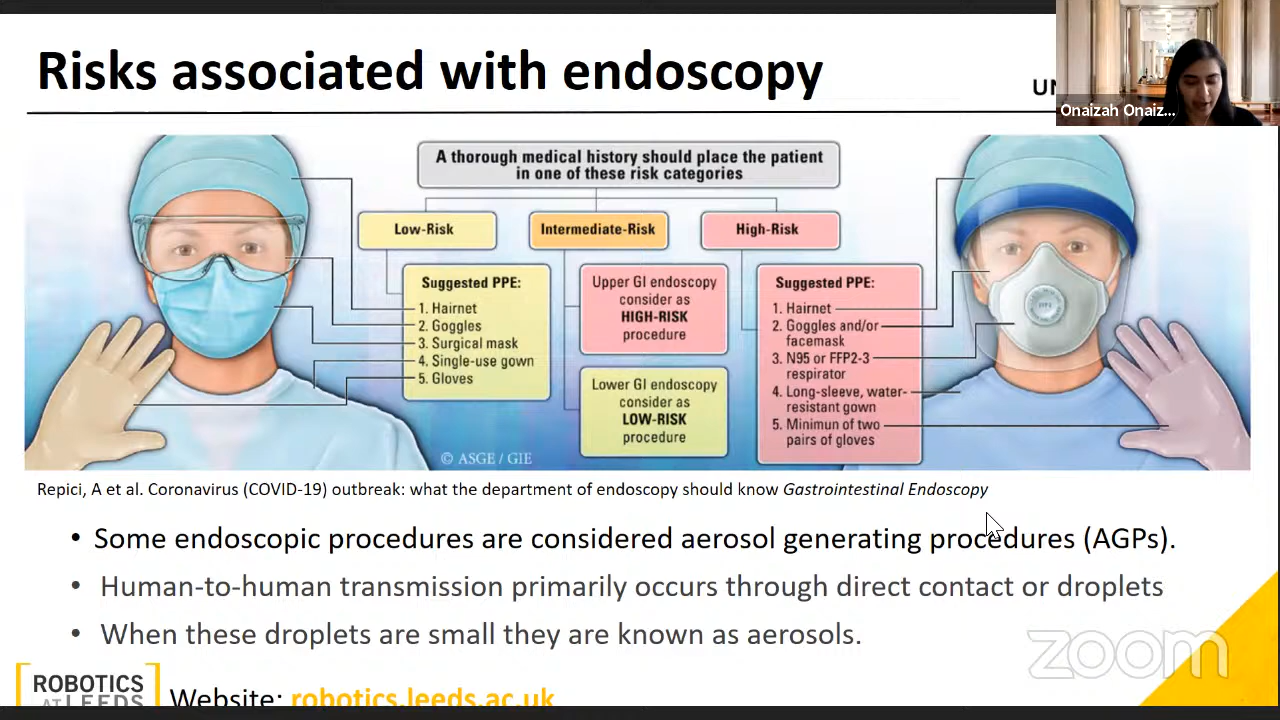 Risks associated with endoscopy
UN
Onaizah Onaiz...
A thorough medical history should place the patient
in one of these risk categories
Low-Risk
Intermediate-Risk
High-Risk
Suggested PPE:
1. Hairnet
2. Goggles
3. Surgical mask
4. Single-use gown
5. Gloves
Upper GI endoscopy
consider as
HIGH-RISK
procedure
Lower GI endoscopy
consider as
LOW-RISK
procedure
Suggested PPE:
1. Hairnet
2. Goggles and/or
facemask
3. N95 or FFP2-3
respirator
4. Long-sleeve, water-
resistant gown
5. Minimun of two
pairs of gloves
© ASGE / GIE
Repici, A et al. Coronavirus (COVID-19) outbreak: what the department of endoscopy should know Gastrointestinal Endoscopy
• Some endoscopic procedures are considered aerosol generating procedures (AGPs).
• Human-to-human transmission primarily occurs through direct contact or droplets
• When these droplets are small they are known as aerosols.
zoom
ROBOTICS
AT LEEDS
Website: robotics.leeds.ac.uk